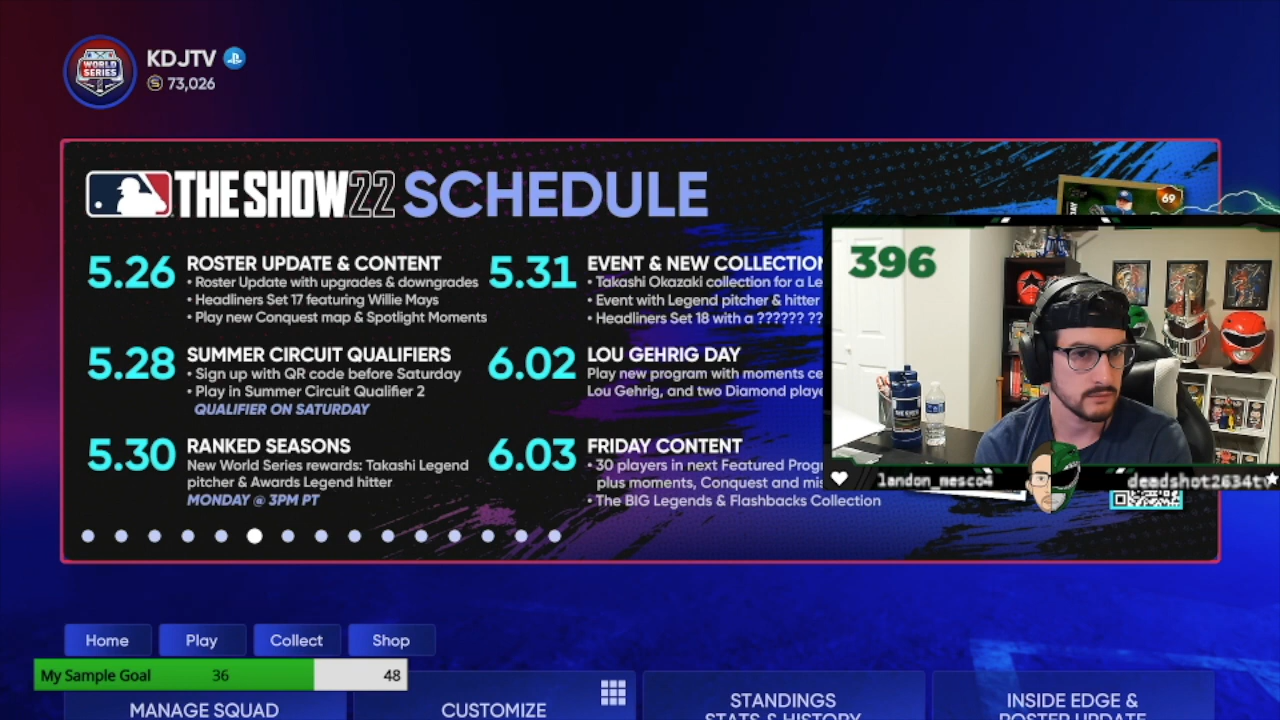 KDJTV
73,026
WORLD
SERIES
THE SHOW 22 SCHEDULE
69
5.26
ROSTER UPDATE & CONTENT
• Roster Update with upgrades & downgrades
• Headliners Set 17 featuring Willie Mays
• Play new Conquest map & Spotlight Moments
5.28
SUMMER CIRCUIT QUALIFIERS
• Sign up with QR code before Saturday
• Play in Summer Circuit Qualifier 2
QUALIFIER ON SATURDAY
5.30
RANKED SEASONS
New World Series rewards: Takashi Legend
pitcher & Awards Legend hitter
MONDAY @ 3PM PT
5.31
EVENT & NEW COLLECTION
• Takashi Okazaki collection for a Le
• Event with Legend pitcher & hitter
• Headliners Set 18 with a ?????? ??
6.02
LOU GEHRIG DAY
Play new program with moments ce
Lou Gehrig, and two Diamond playe
6.03
FRIDAY CONTENT
• 30 players in next Featured Progr
plus moments, Conquest and mis
• The BIG Legends & Flashbacks Collection
396
landon_mesco4
deadshot2634tv
Home
Play
Collect
Shop
My Sample Goal
36
48
MANAGE SQUAD
CUSTOMIZE
STANDINGS
STATS & HISTORY
INSIDE EDGE &
ROSTER UPDATE